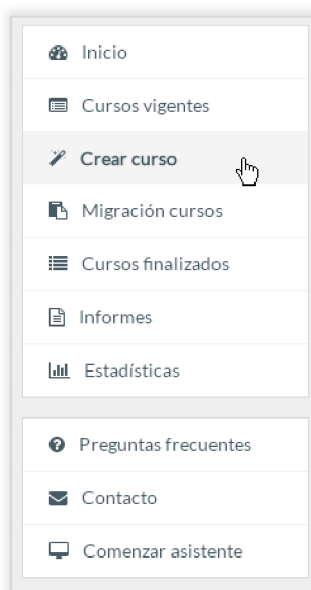 Inicio
Cursos vigentes
Crear curso
Migración cursos
Cursos finalizados
Informes
Estadísticas
Preguntas frecuentes
Contacto
Comenzar asistente